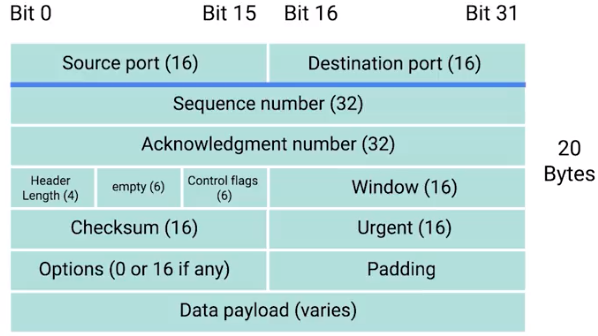 Bit 0 Bit 15 Bit 16 Bit 31
Source port (16) Destination port (16)
Sequence number (32)
Acknowledgment number (32)
20
Bytes
Header
Length (4)
empty (6)
Control flags
(6)
Window (16)
Checksum (16) Urgent (16)
Options (0 or 16 if any) Padding
Data payload (varies)